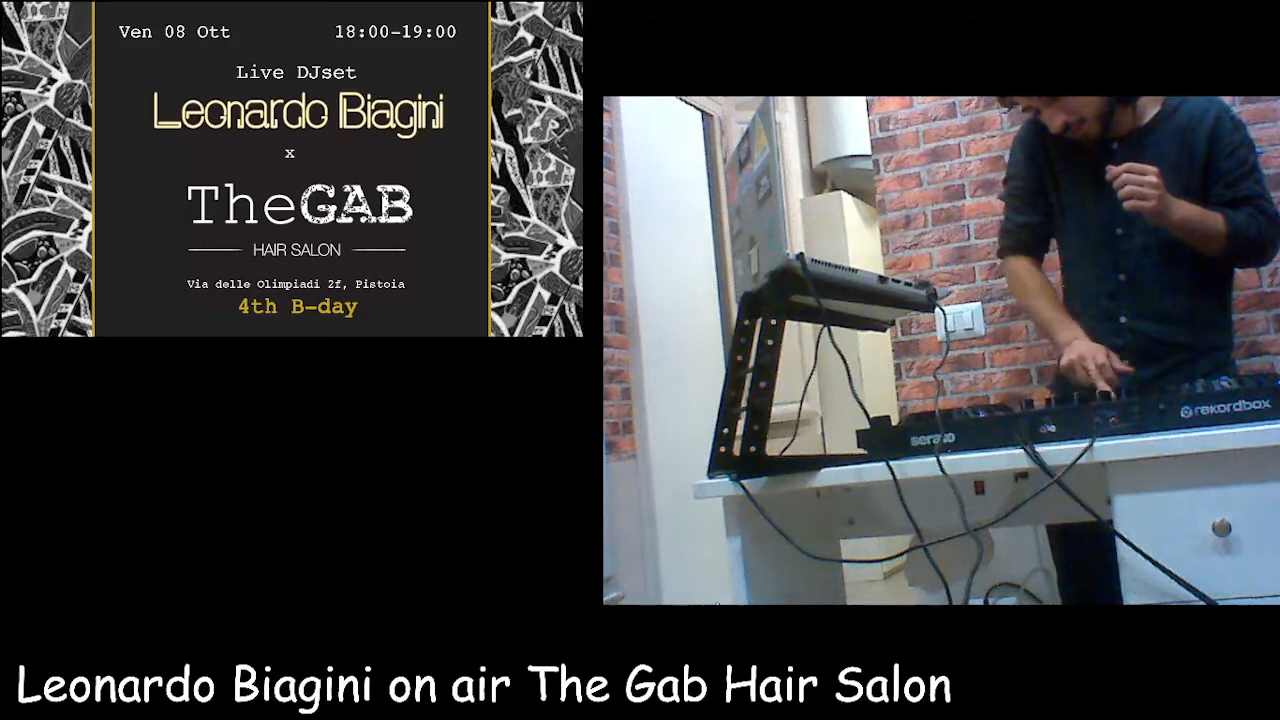 Ven 08 Ott
18:00-19:00
Live DJset
Leonardo Biagini
x
TheGAB
HAIR SALON
Via delle Olimpiadi 2f, Pistoia
4th B-day
serato
rekordbox
Leonardo Biagini on air The Gab Hair Salon